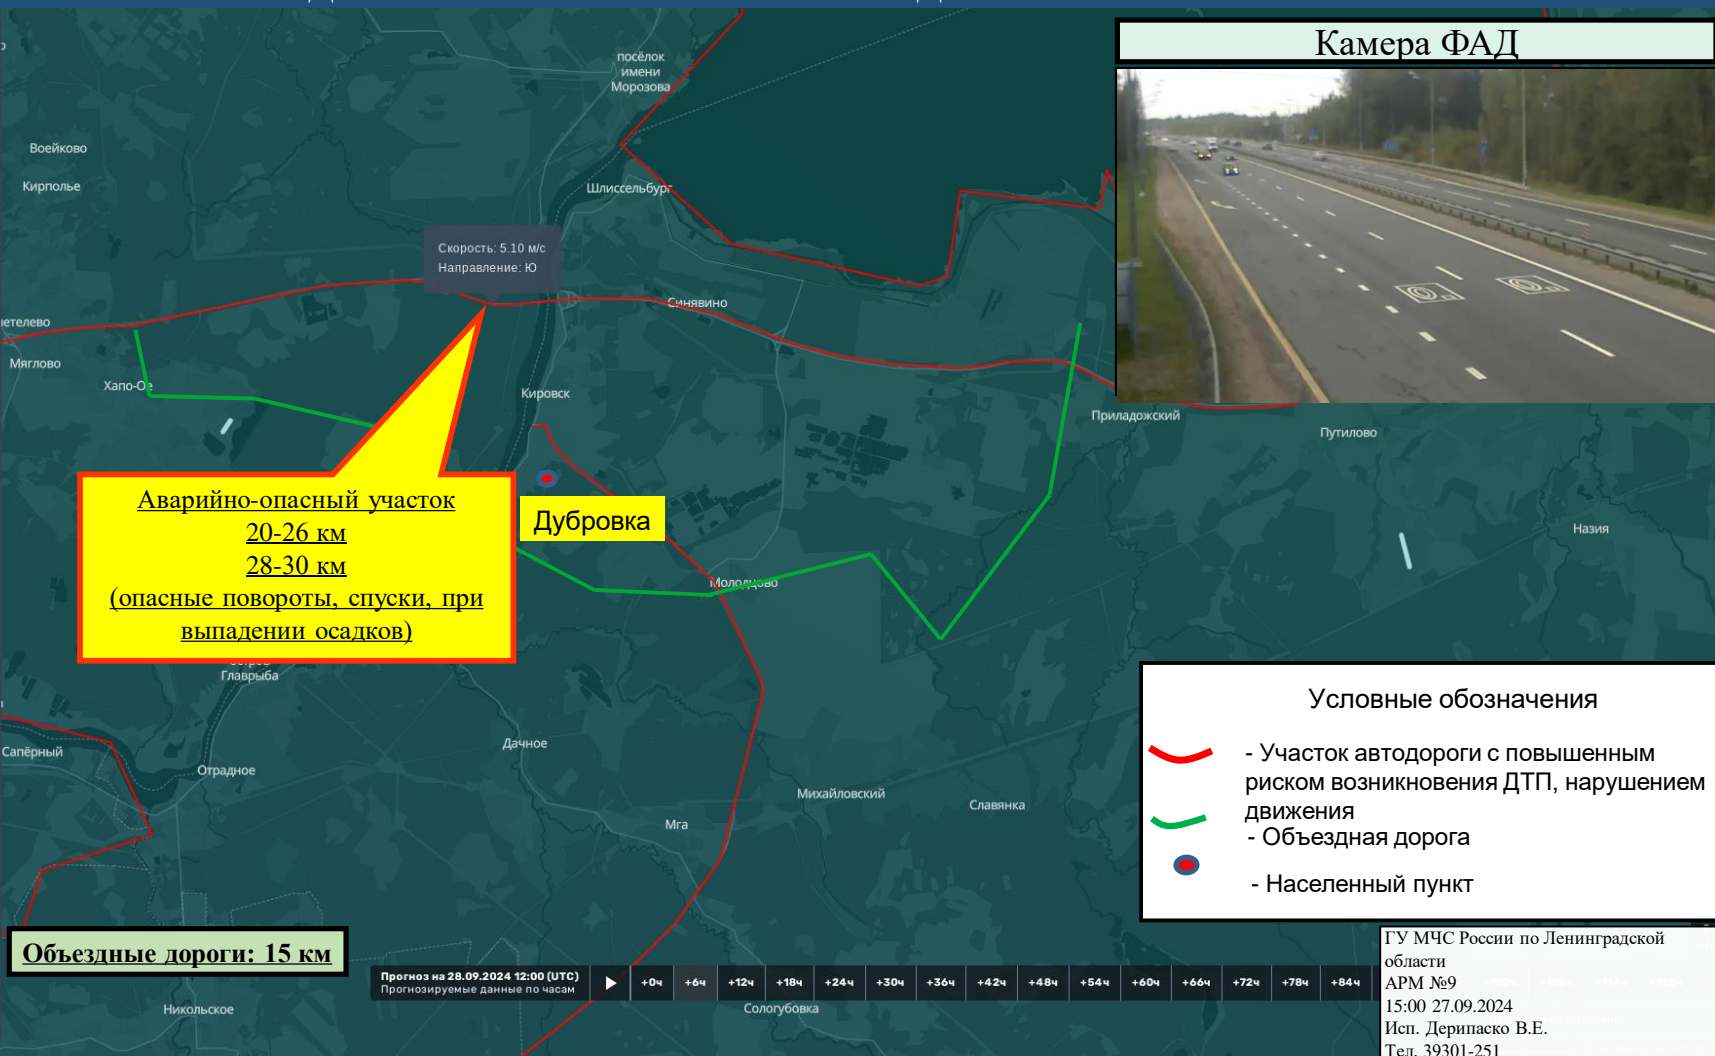 Камера ФАД
посёлок
имени
Морозова
Воейково
Кирполье
Шлиссельбург
Скорость: 5.10 м/с
Направление: Ю
Синявино
Мяглово
Хапо-Ое
Кировск
Приладожский
Путилово
Аварийно-опасный участок
20-26 км
28-30 км
(опасные повороты, спуски, при
выпадении осадков)
Дубровка
Назия
Молодцово
Главрыба
Условные обозначения
- Участок автодороги с повышенным
риском возникновения ДТП, нарушением
движения
- Объездная дорога
- Населенный пункт
Сапёрный
Отрадное
Дачное
Михайловский
Славянка
Мга
Объездные дороги: 15 км
Прогноз на 28.09.2024 12:00 (UTC)
Прогнозируемые данные по часам
+0ч +6ч +12ч +18ч +24ч +30ч +36ч +42ч +48ч +54ч +60ч +66ч +72ч +78ч +84ч
Никольское
Сологубовка
ГУ МЧС России по Ленинградской
области
АРМ №9
15:00 27.09.2024
Исп. Дерипаско В.Е.
Тел. 39301-251